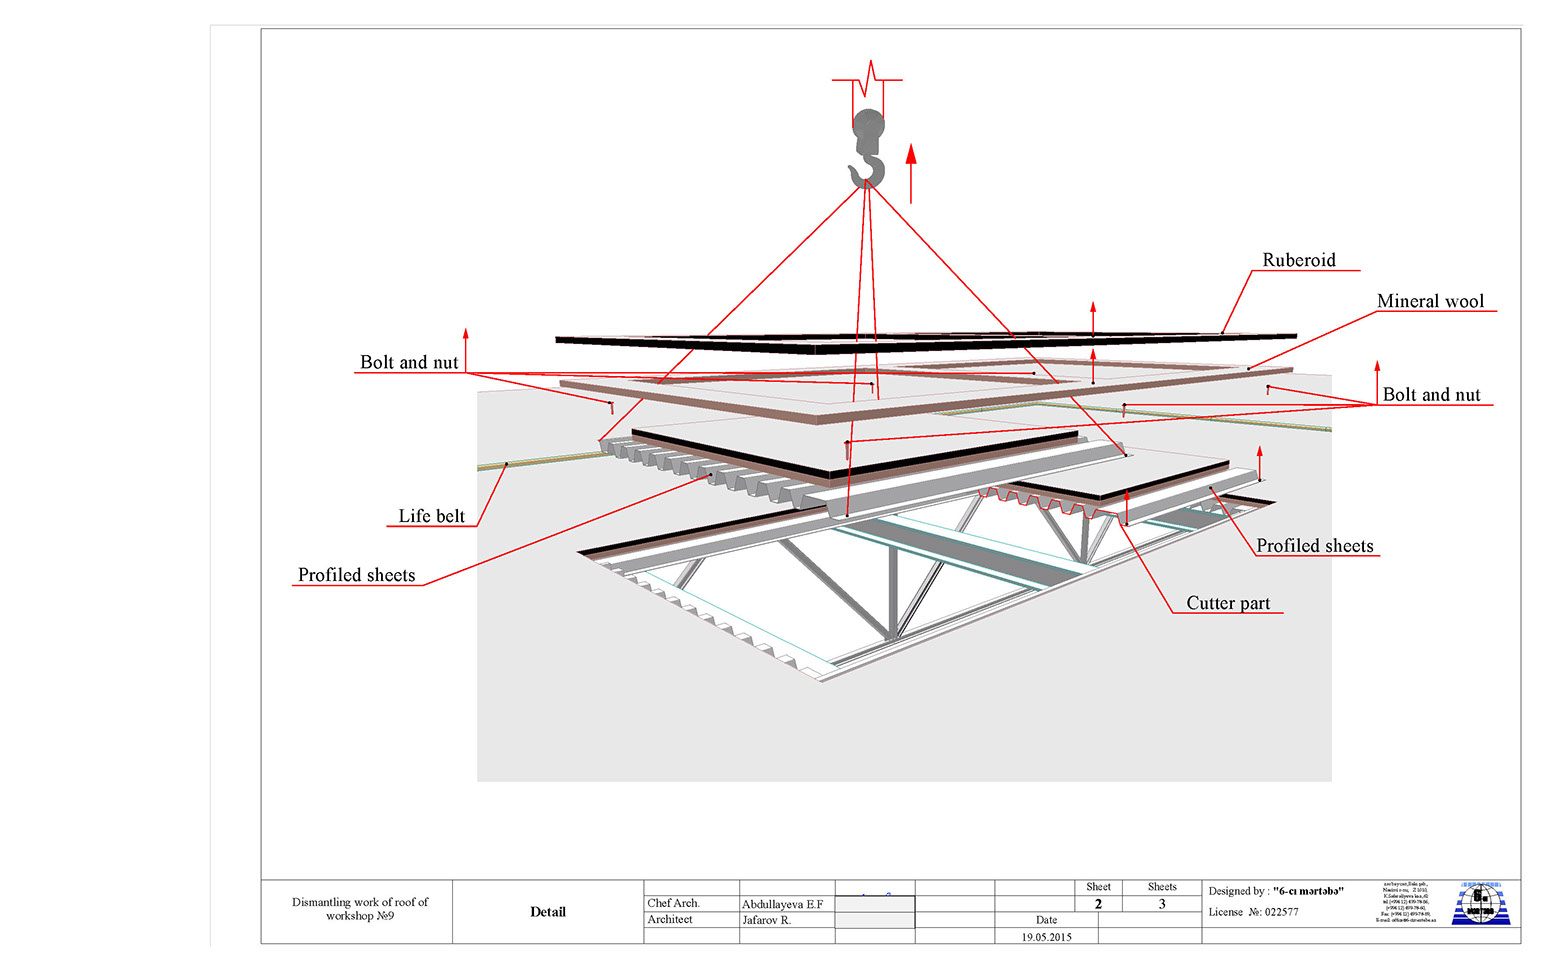 Ruberoid
Mineral wool
Bolt and nut
Bolt and nut
Life belt
Profiled sheets
Profiled sheets
Cutter part
Dismantling work of roof of
workshop №9
Detail
Chef Arch.
Abdullayeva E.F
Architect
Jafarov R.
Sheet
Sheets
2
3
Date
19.05.2015
Designed by : "6-cı mərtəbə"
License №: 022577